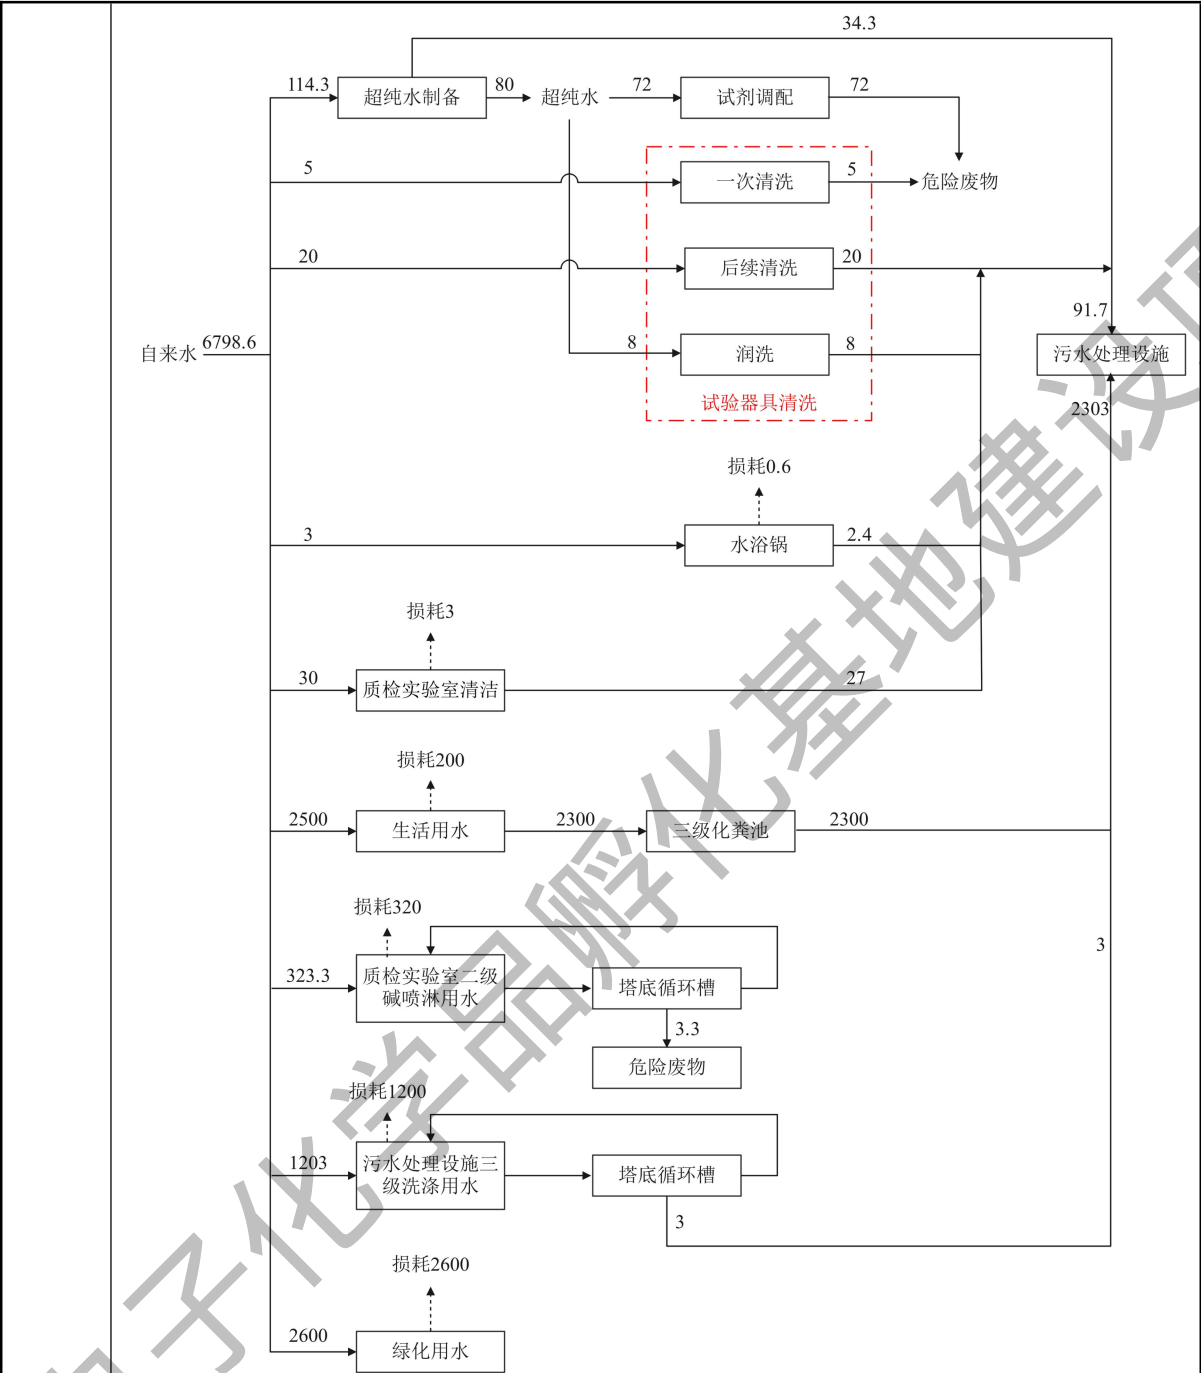 34.3
114.3
超纯水制备
80
超纯水
72
试剂调配
72
5
一次清洗
5
危险废物
20
后续清洗
20
自来水
6798.6
8
润洗
8
91.7
污水处理设施
试验器具清洗
2303
损耗0.6
3
水浴锅
2.4
损耗3
30
质检实验室清洁
27
损耗200
2500
生活用水
2300
三级化粪池
2300
损耗320
3
323.3
质检实验室二级
碱喷淋用水
塔底循环槽
3.3
危险废物
损耗1200
1203
污水处理设施三
级洗涤用水
塔底循环槽
3
损耗2600
2600
绿化用水
电子化学品孵化基地建设项